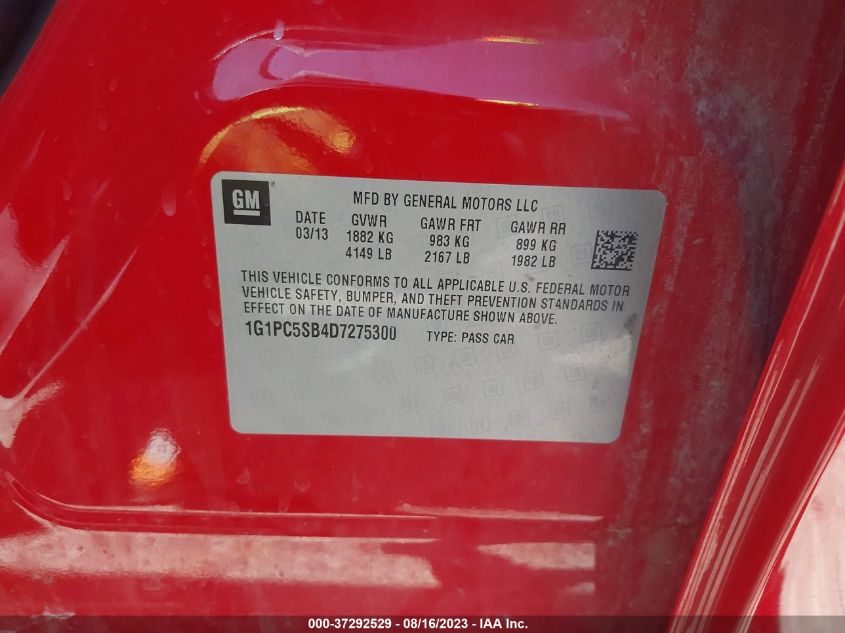 GM ®
MFD BY GENERAL MOTORS LLC
DATE GVWR GAWR FRT GAWR RR
03/13 1882 KG 983 KG 899 KG
4149 LB 2167 LB 1982 LB
THIS VEHICLE CONFORMS TO ALL APPLICABLE U.S. FEDERAL MOTOR
VEHICLE SAFETY, BUMPER, AND THEFT PREVENTION STANDARDS IN
EFFECT ON THE DATE OF MANUFACTURE SHOWN ABOVE.
1G1PC5SB4D7275300 TYPE: PASS CAR
000-37292529 - 08/16/2023 - IAA Inc.